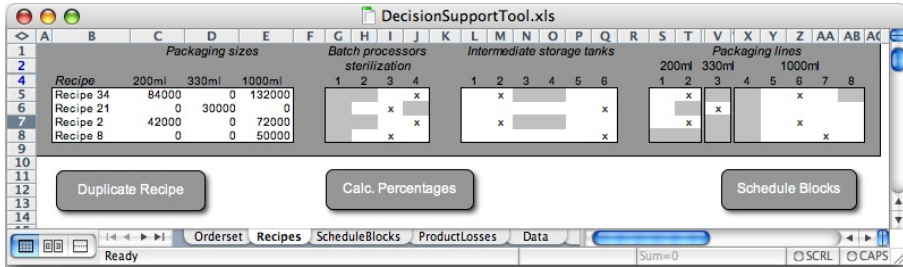 DecisionSupportTool.xls
A B C D E F G H I J K L M N O P Q R S T V X Y Z AA AB AC
1 Packaging sizes Batch processors Intermediate storage tanks Packaging lines
2 sterilization 200ml 330ml 1000ml
4 Recipe 200ml 330ml 1000ml 1 2 3 4 1 2 3 4 5 6 1 2 3 4 5 6 7 8
5 Recipe 34 84000 0 132000 x x x x
6 Recipe 21 0 30000 0 x x x
7 Recipe 2 42000 0 72000 x x x x
8 Recipe 8 0 0 50000 x x x
9
10
11
12 Duplicate Recipe Calc. Percentages Schedule Blocks
13
14
Orderset Recipes ScheduleBlocks ProductLosses Data
Ready Sum=0 SCRL CAPS